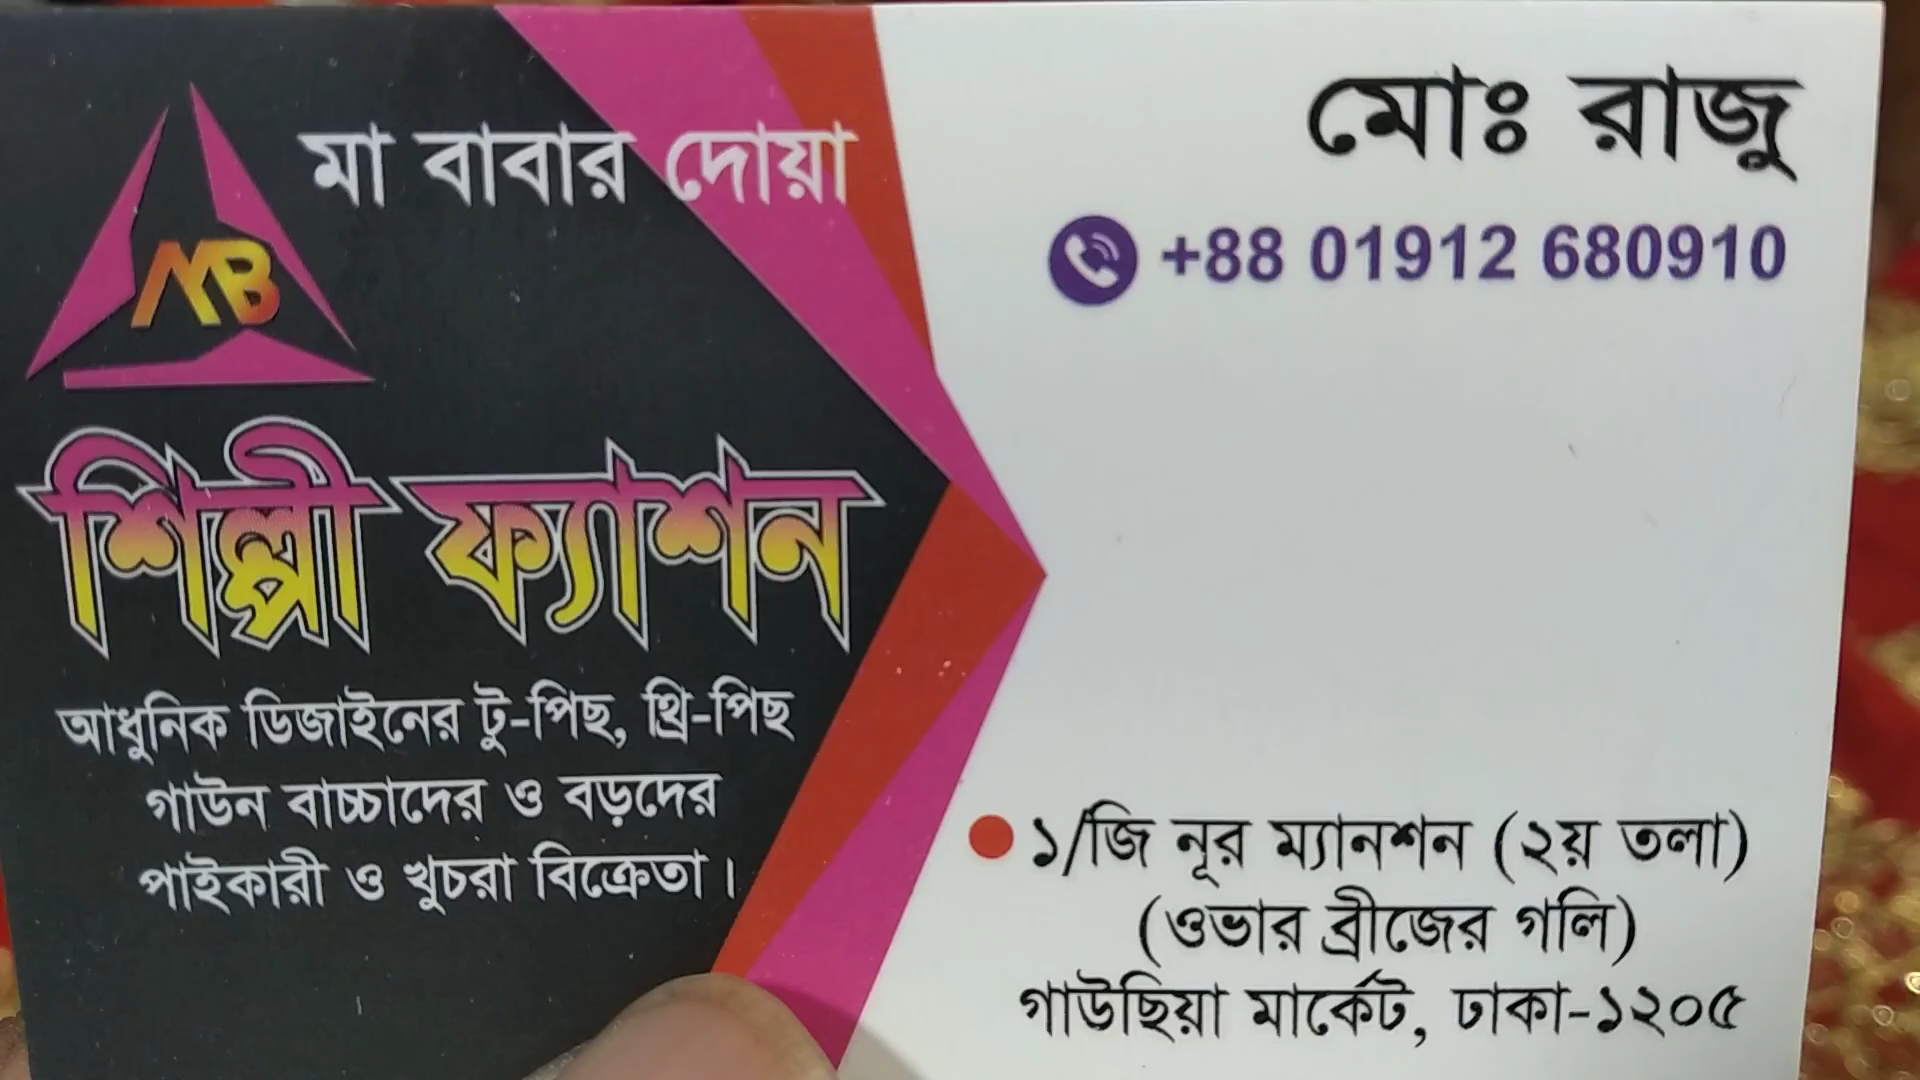 মা বাবার দোয়া
MB
শিল্পী ফ্যাশন
আধুনিক ডিজাইনের টু-পিছ, থ্রি-পিছ
গাউন বাচ্চাদের ও বড়দের
পাইকারী ও খুচরা বিক্রেতা।
মোঃ রাজু
+88 01912 680910
১/জি নূর ম্যানশন (২য় তলা)
(ওভার ব্রীজের গলি)
গাউছিয়া মার্কেট, ঢাকা-১২০৫